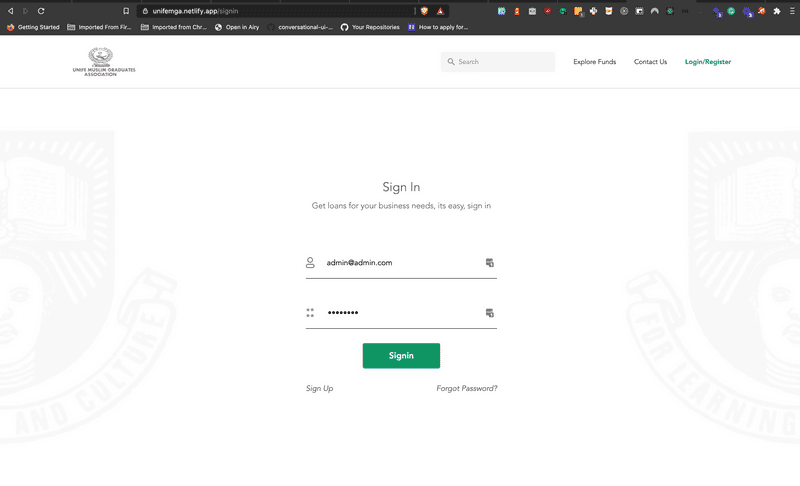 unifemga.netlify.app/signin
Getting Started
Imported From Fir...
Imported from Chr...
Open in Airy
conversational-ui-...
Your Repositories
How to apply for...
UNIFE MUSLIM GRADUATES
ASSOCIATION
Search
Explore Funds
Contact Us
Login/Register
Sign In
Get loans for your business needs, its easy, sign in
admin@admin.com
••••••••
Signin
Sign Up
Forgot Password?
AND CULTURE
FOR LEARNING